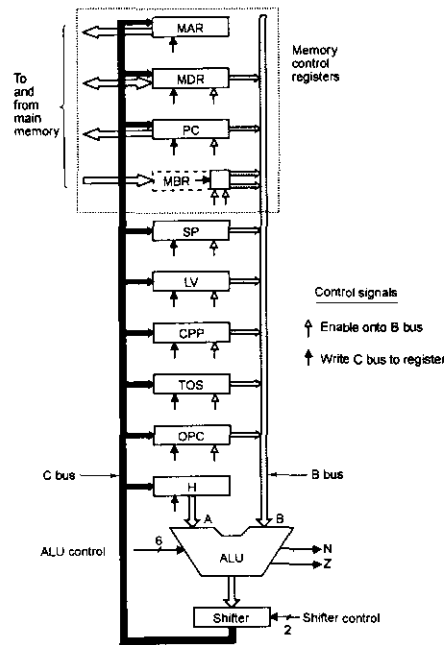 MAR
Memory
control
registers
To
and
from
main
memory
MDR
PC
MBR
SP
LV
CPP
TOS
OPC
H
Control signals
Enable onto B bus
Write C bus to register
C bus
B bus
A
B
ALU control
6
ALU
N
Z
Shifter
Shifter control
2